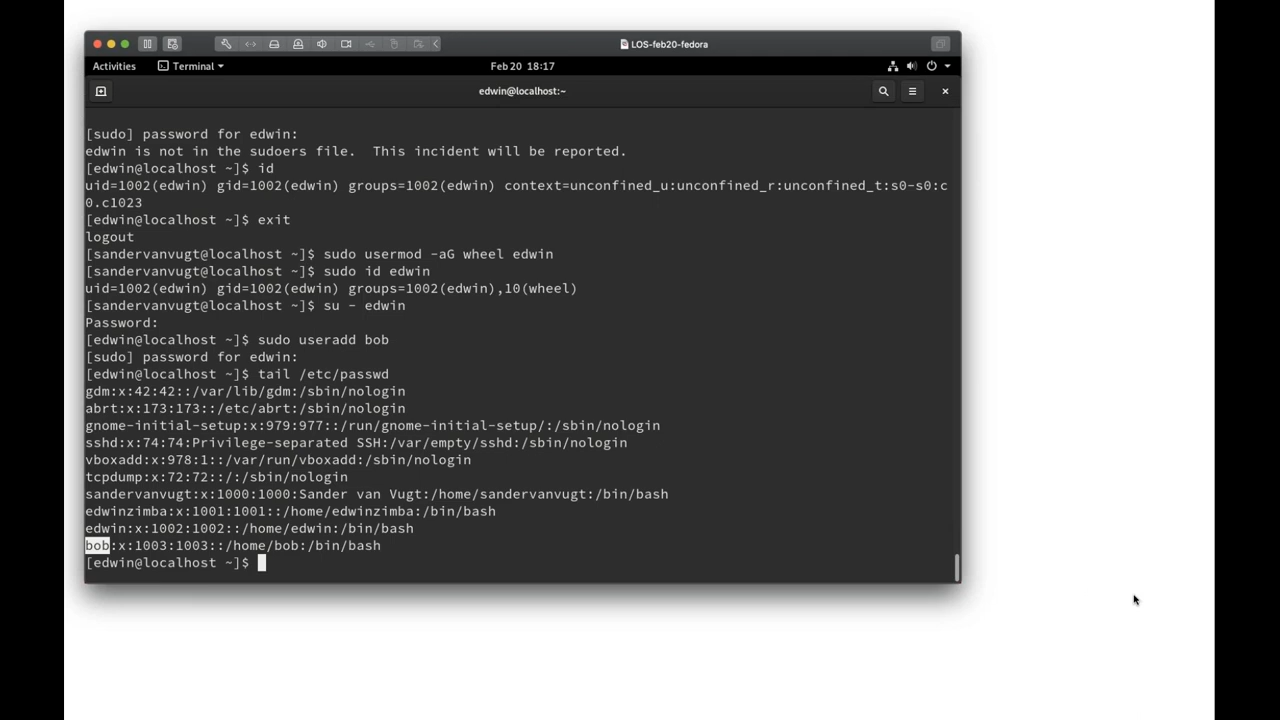 LOS-feb20-fedora
Activities Terminal Feb 20 18:17
edwin@localhost:~
[sudo] password for edwin:
edwin is not in the sudoers file.  This incident will be reported.
[edwin@localhost ~]$ id
uid=1002(edwin) gid=1002(edwin) groups=1002(edwin) context=unconfined_u:unconfined_r:unconfined_t:s0-s0:c
0.c1023
[edwin@localhost ~]$ exit
logout
[sandervanvugt@localhost ~]$ sudo usermod -aG wheel edwin
[sandervanvugt@localhost ~]$ sudo id edwin
uid=1002(edwin) gid=1002(edwin) groups=1002(edwin),10(wheel)
[sandervanvugt@localhost ~]$ su - edwin
Password:
[edwin@localhost ~]$ sudo useradd bob
[sudo] password for edwin:
[edwin@localhost ~]$ tail /etc/passwd
gdm:x:42:42::/var/lib/gdm:/sbin/nologin
abrt:x:173:173::/etc/abrt:/sbin/nologin
gnome-initial-setup:x:979:977::/run/gnome-initial-setup/:/sbin/nologin
sshd:x:74:74:Privilege-separated SSH:/var/empty/sshd:/sbin/nologin
vboxadd:x:978:1::/var/run/vboxadd:/sbin/nologin
tcpdump:x:72:72::/:/sbin/nologin
sandervanvugt:x:1000:1000:Sander van Vugt:/home/sandervanvugt:/bin/bash
edwinzimba:x:1001:1001::/home/edwinzimba:/bin/bash
edwin:x:1002:1002::/home/edwin:/bin/bash
bob:x:1003:1003::/home/bob:/bin/bash
[edwin@localhost ~]$